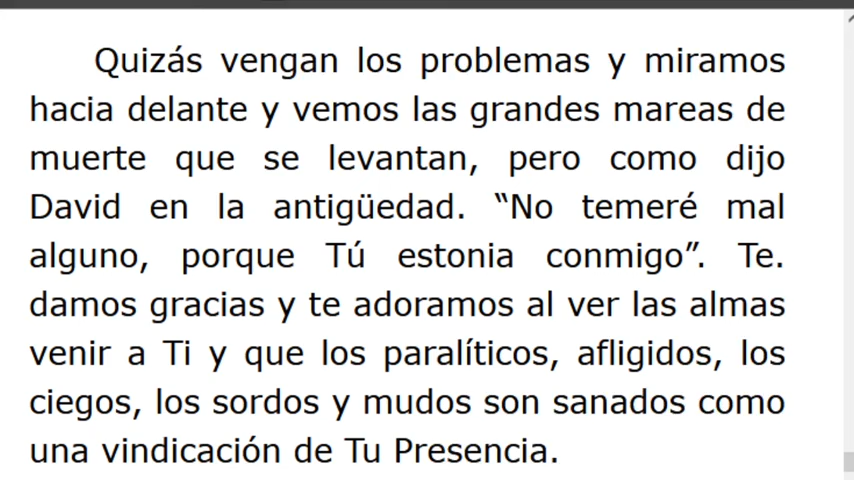 Quizás vengan los problemas y miramos
hacia delante y vemos las grandes mareas de
muerte que se levantan, pero como dijo
David en la antigüedad. “No temeré mal
alguno, porque Tú estonia conmigo”. Te.
damos gracias y te adoramos al ver las almas
venir a Ti y que los paralíticos, afligidos, los
ciegos, los sordos y mudos son sanados como
una vindicación de Tu Presencia.